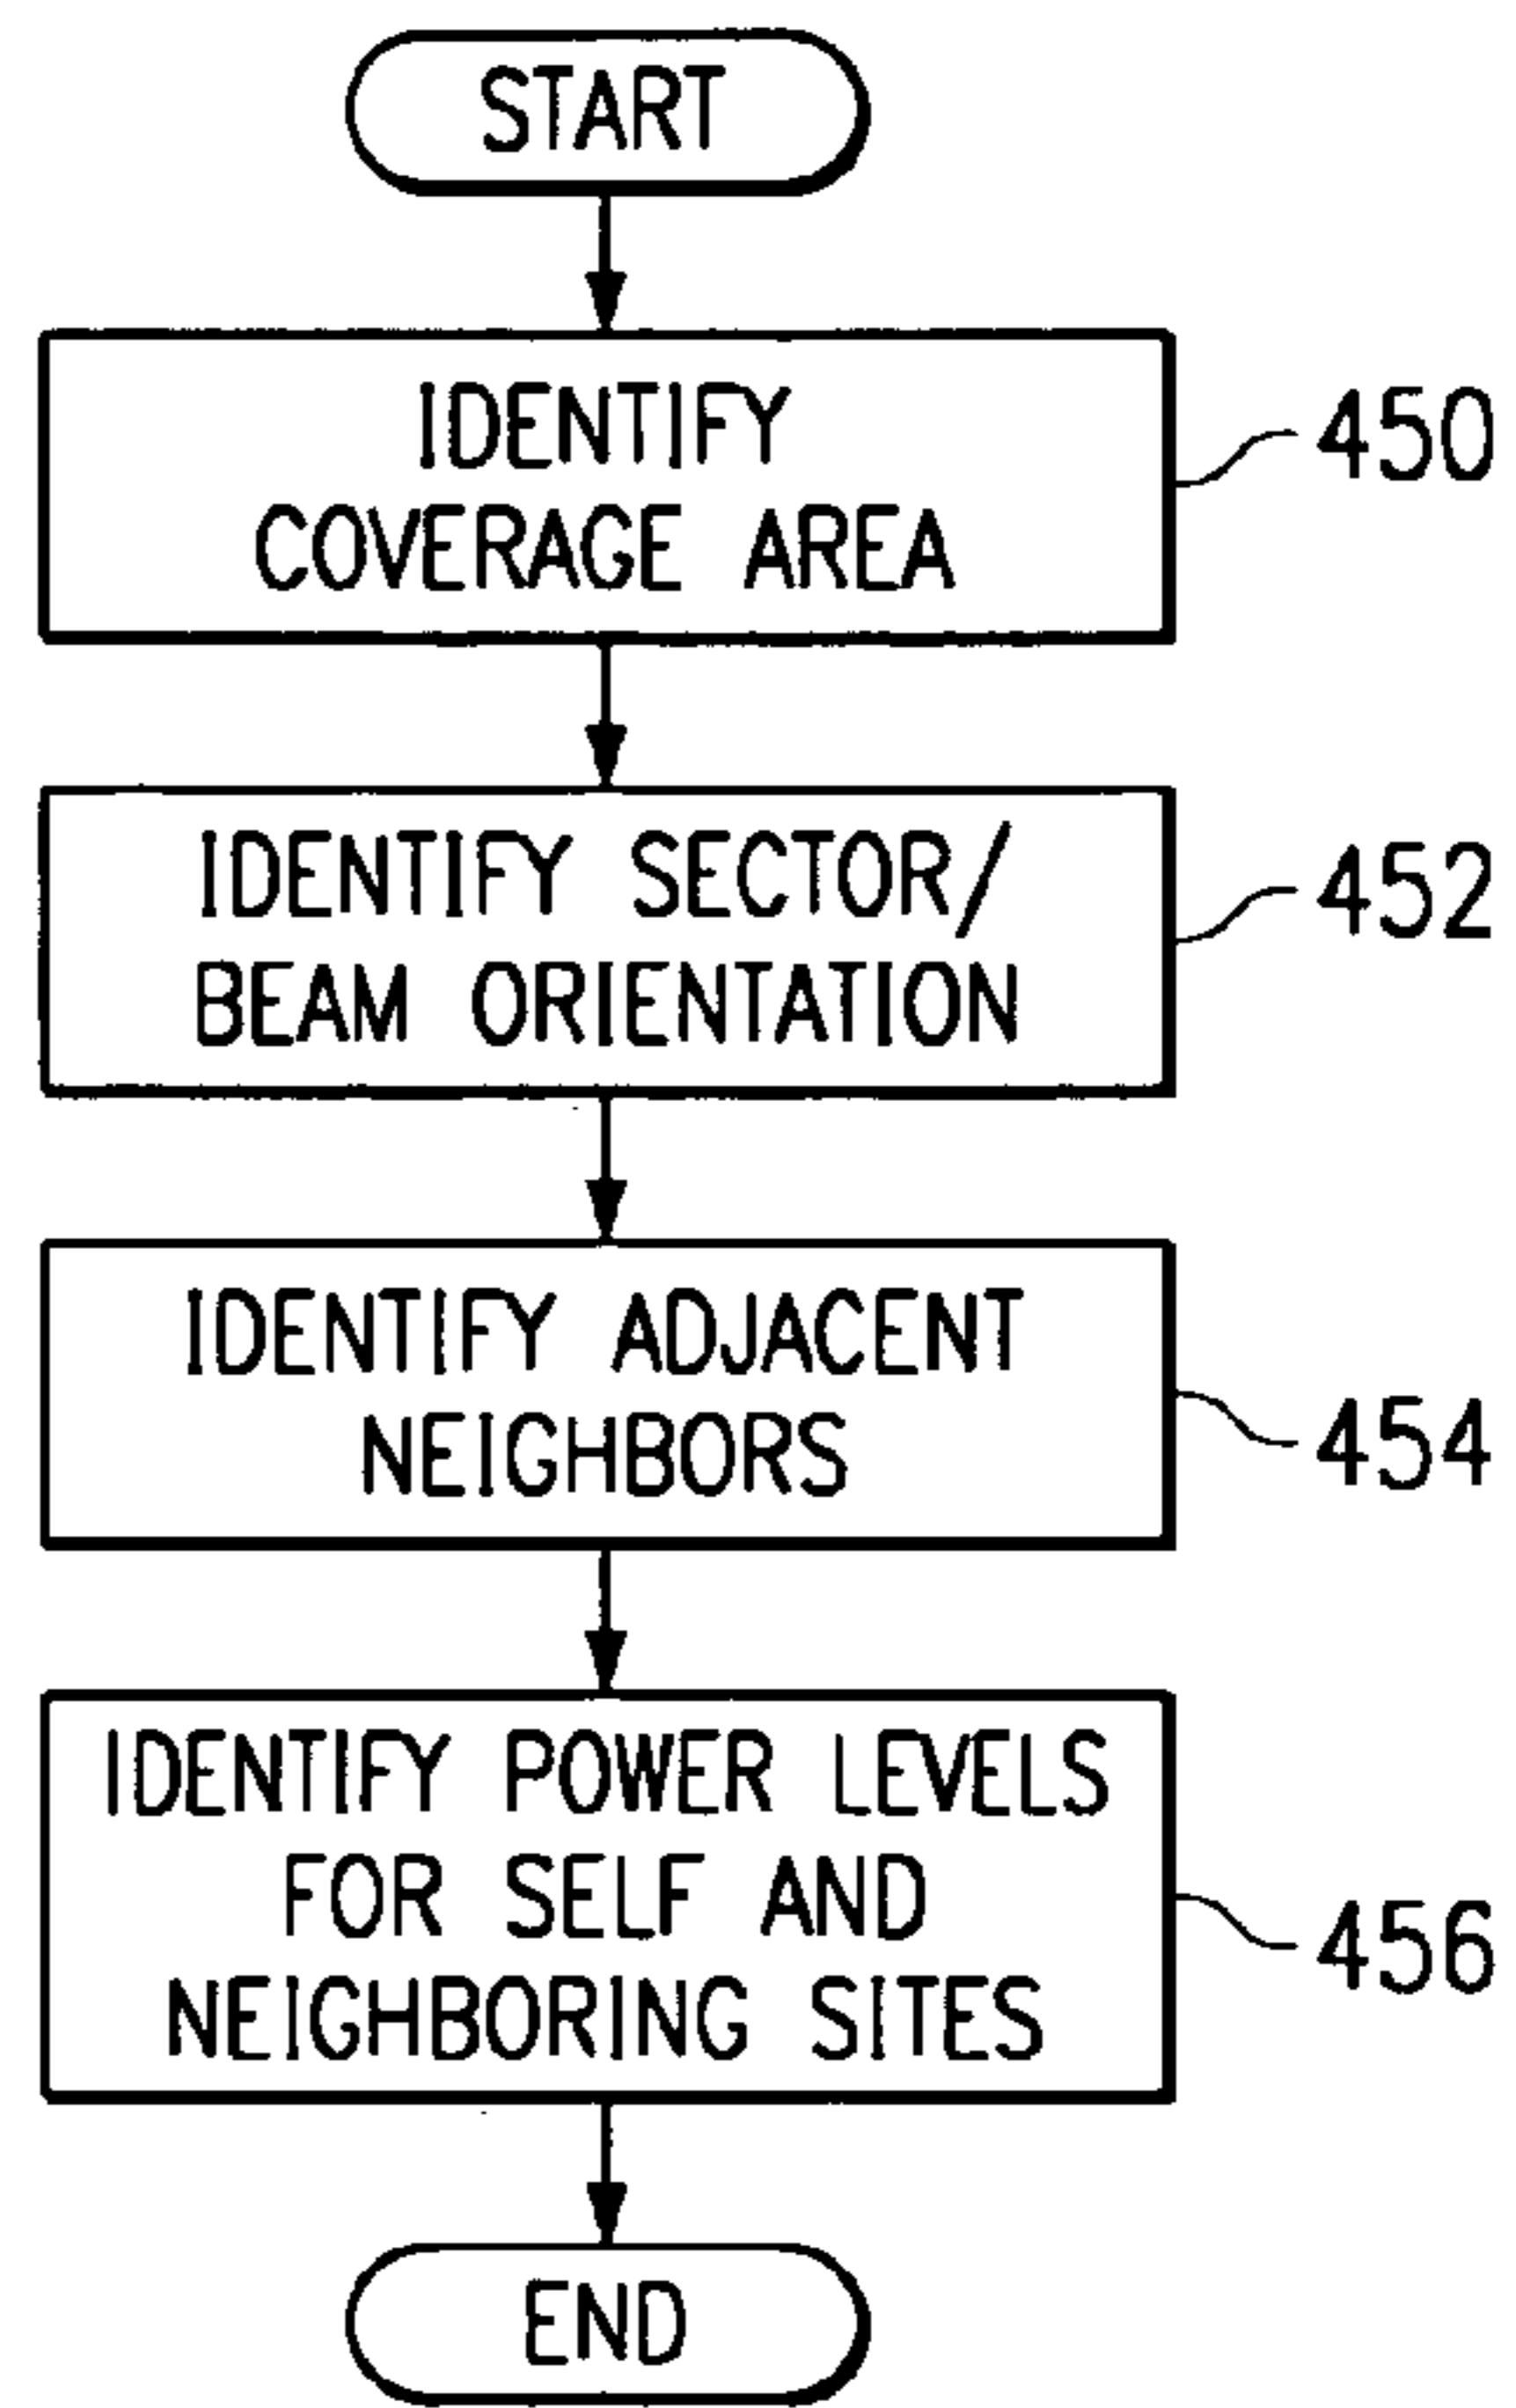 START
IDENTIFY
COVERAGE AREA
450
IDENTIFY SECTOR/
BEAM ORIENTATION
452
IDENTIFY ADJACENT
NEIGHBORS
454
IDENTIFY POWER LEVELS
FOR SELF AND
NEIGHBORING SITES
456
END